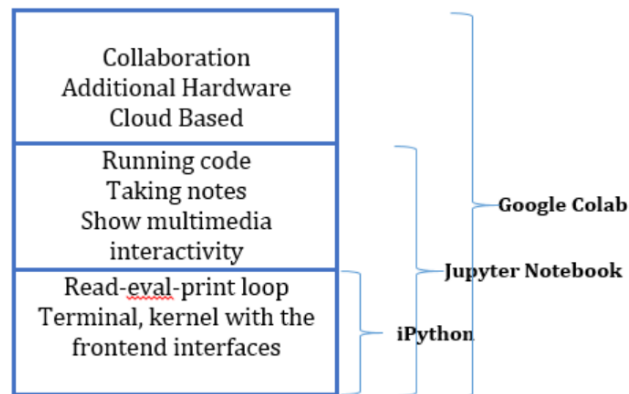 Collaboration
Additional Hardware
Cloud Based
Running code
Taking notes
Show multimedia
interactivity
Read-eval-print loop
Terminal, kernel with the
frontend interfaces
Google Colab
Jupyter Notebook
iPython